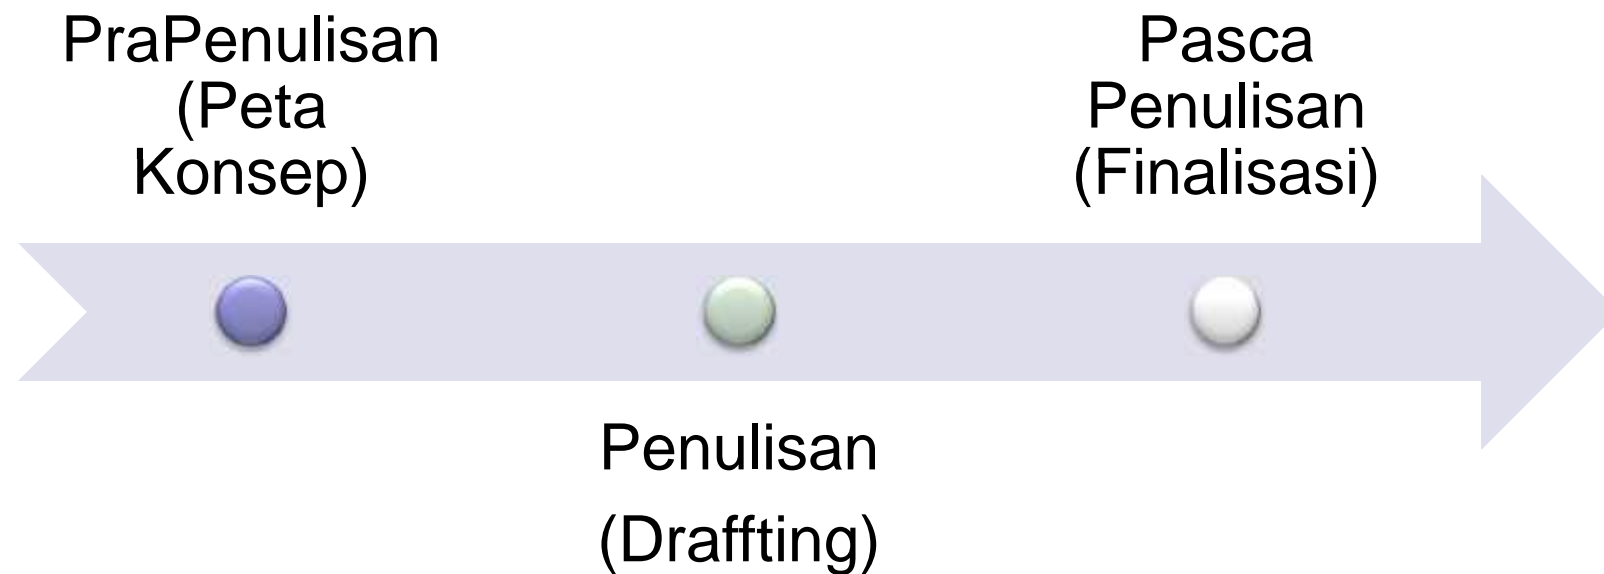 PraPenulisan
(Peta
Konsep)
Penulisan
(Draffting)
Pasca
Penulisan
(Finalisasi)